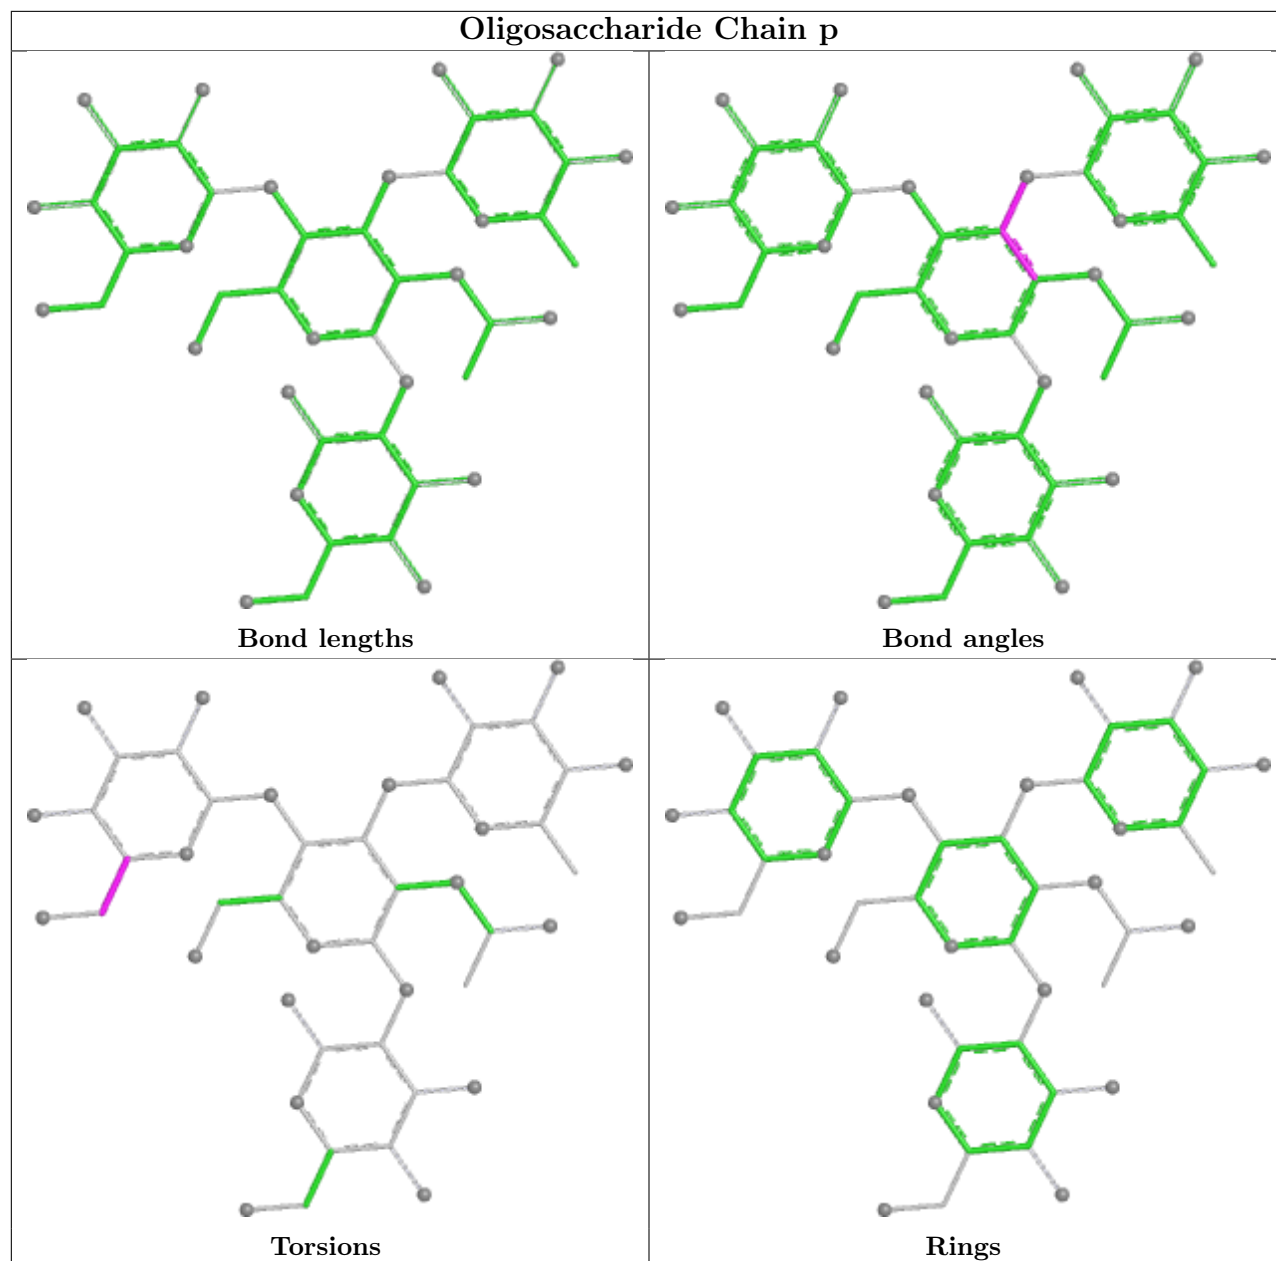 Oligosaccharide Chain p
Bond lengths
Bond angles
Torsions
Rings